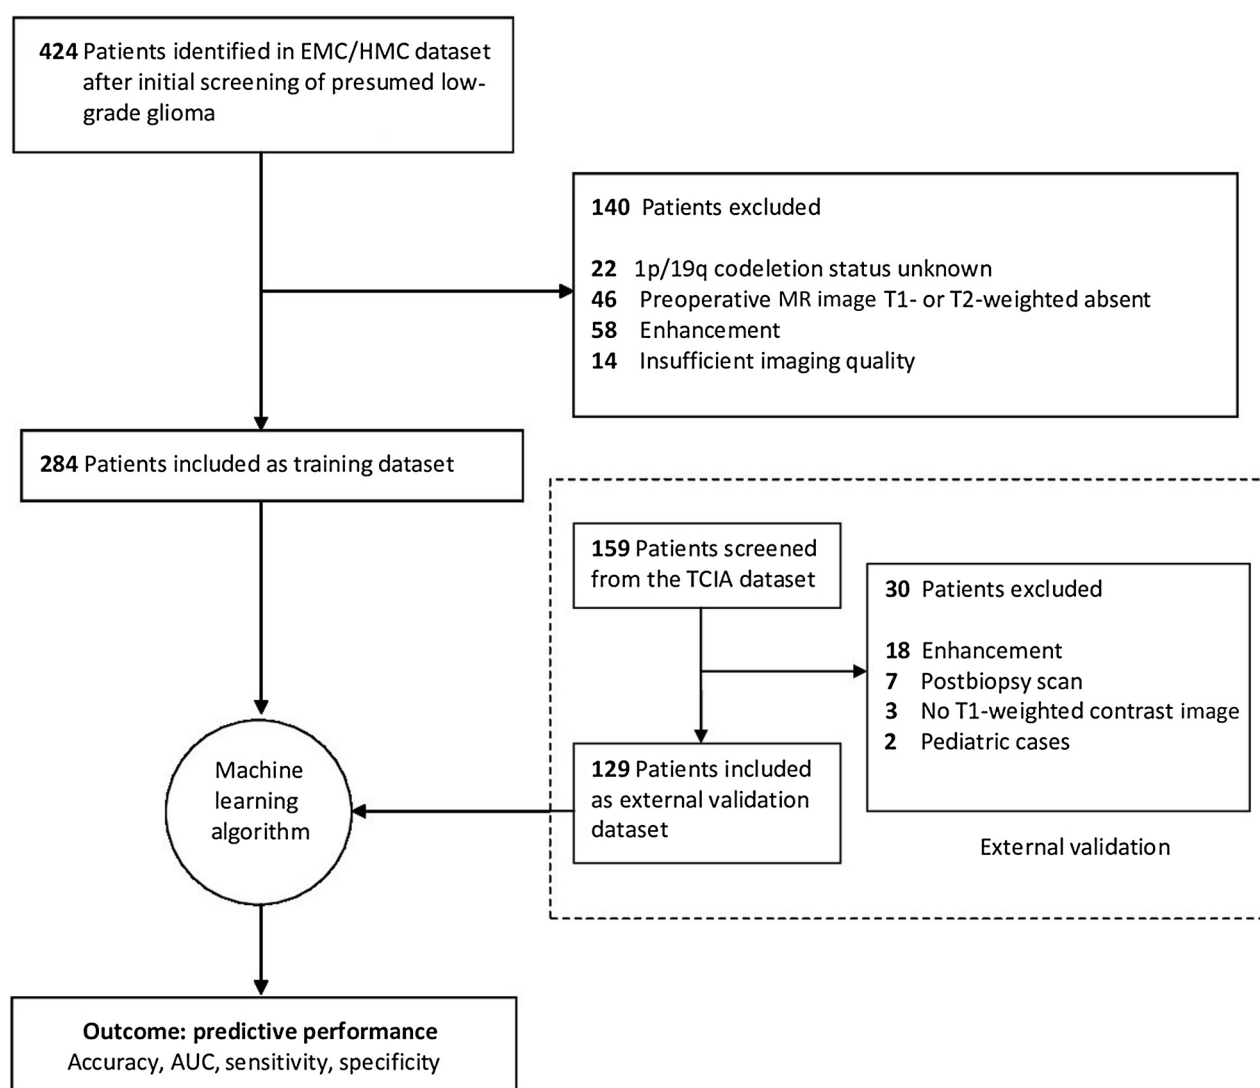 424 Patients identified in EMC/HMC dataset
after initial screening of presumed low-
grade glioma
140 Patients excluded
22 1p/19q codeletion status unknown
46 Preoperative MR image T1- or T2-weighted absent
58 Enhancement
14 Insufficient imaging quality
284 Patients included as training dataset
159 Patients screened
from the TCIA dataset
30 Patients excluded
18 Enhancement
7 Postbiopsy scan
3 No T1-weighted contrast image
2 Pediatric cases
129 Patients included
as external validation
dataset
External validation
Machine
learning
algorithm
Outcome: predictive performance
Accuracy, AUC, sensitivity, specificity